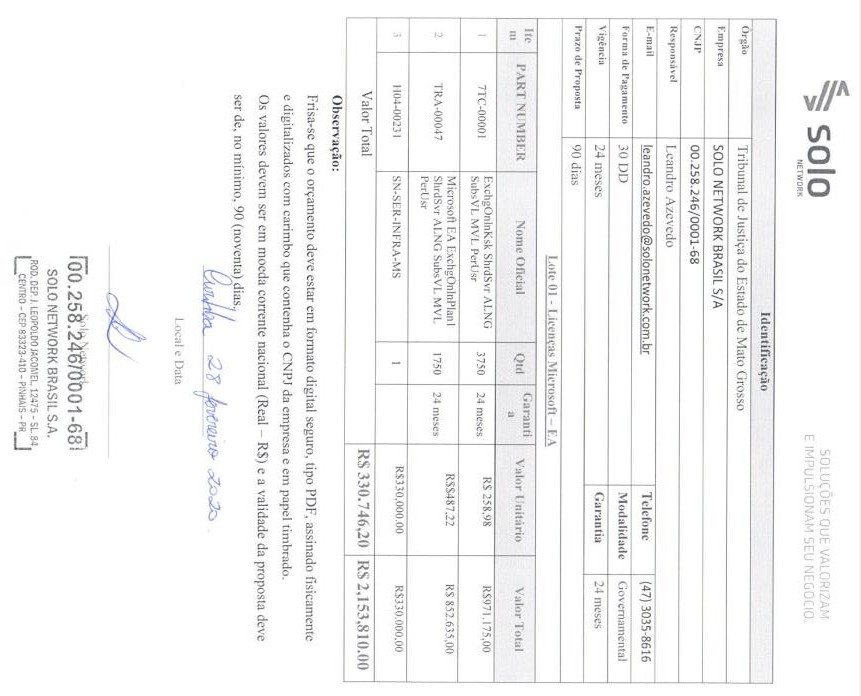 solo
NETWORK
SOLUÇÕES QUE VALORIZAM
E IMPULSIONAM SEU NEGÓCIO.
Identificação
Órgão Tribunal de Justiça do Estado de Mato Grosso
Empresa SOLO NETWORK BRASIL S/A
CNJP 00.258.246/0001-68
Responsável Leandro Azevedo
E-mail leandro.azevedo@solonetwork.com.br Telefone (47) 3035-8616
Forma de Pagamento 30 DD Modalidade Governamental
Vigência 24 meses Garantia 24 meses
Prazo de Proposta 90 dias
Lote 01 - Licenças Microsoft – EA
Ite
m PART NUMBER Nome Oficial Qtd Garanti
a Valor Unitário Valor Total
1 7TC-00001 ExchgOnlnKsk ShrdSvr ALNG
SubsVL MVL PerUsr 3750 24 meses R$ 258,98 R$971.175,00
2 TRA-00047 Microsoft EA ExchgOnlnPlan1
ShrdSvr ALNG SubsVL MVL
PerUsr 1750 24 meses R$$487,22 R$ 852.635,00
3 H04-00231 SN-SER-INFRA-MS 1 R$330,000.00 R$330.000,00
Valor Total R$ 330.746,20 R$ 2,153,810.00
Observação:
Frisa-se que o orçamento deve estar em formato digital seguro, tipo PDF, assinado fisicamente
e digitalizados com carimbo que contenha o CNPJ da empresa e em papel timbrado.
Os valores devem ser em moeda corrente nacional (Real – R$) e a validade da proposta deve
ser de, no mínimo, 90 (noventa) dias.
Curitiba 28 fevereiro 2020.
Local e Data
Solo Network
00.258.246/0001-68
SOLO NETWORK BRASIL S.A.
ROD. DEP. J. LEOPOLDO JACOMEL, 12475 - SL 84
CENTRO - CEP 83323-410 - PINHAIS - PR